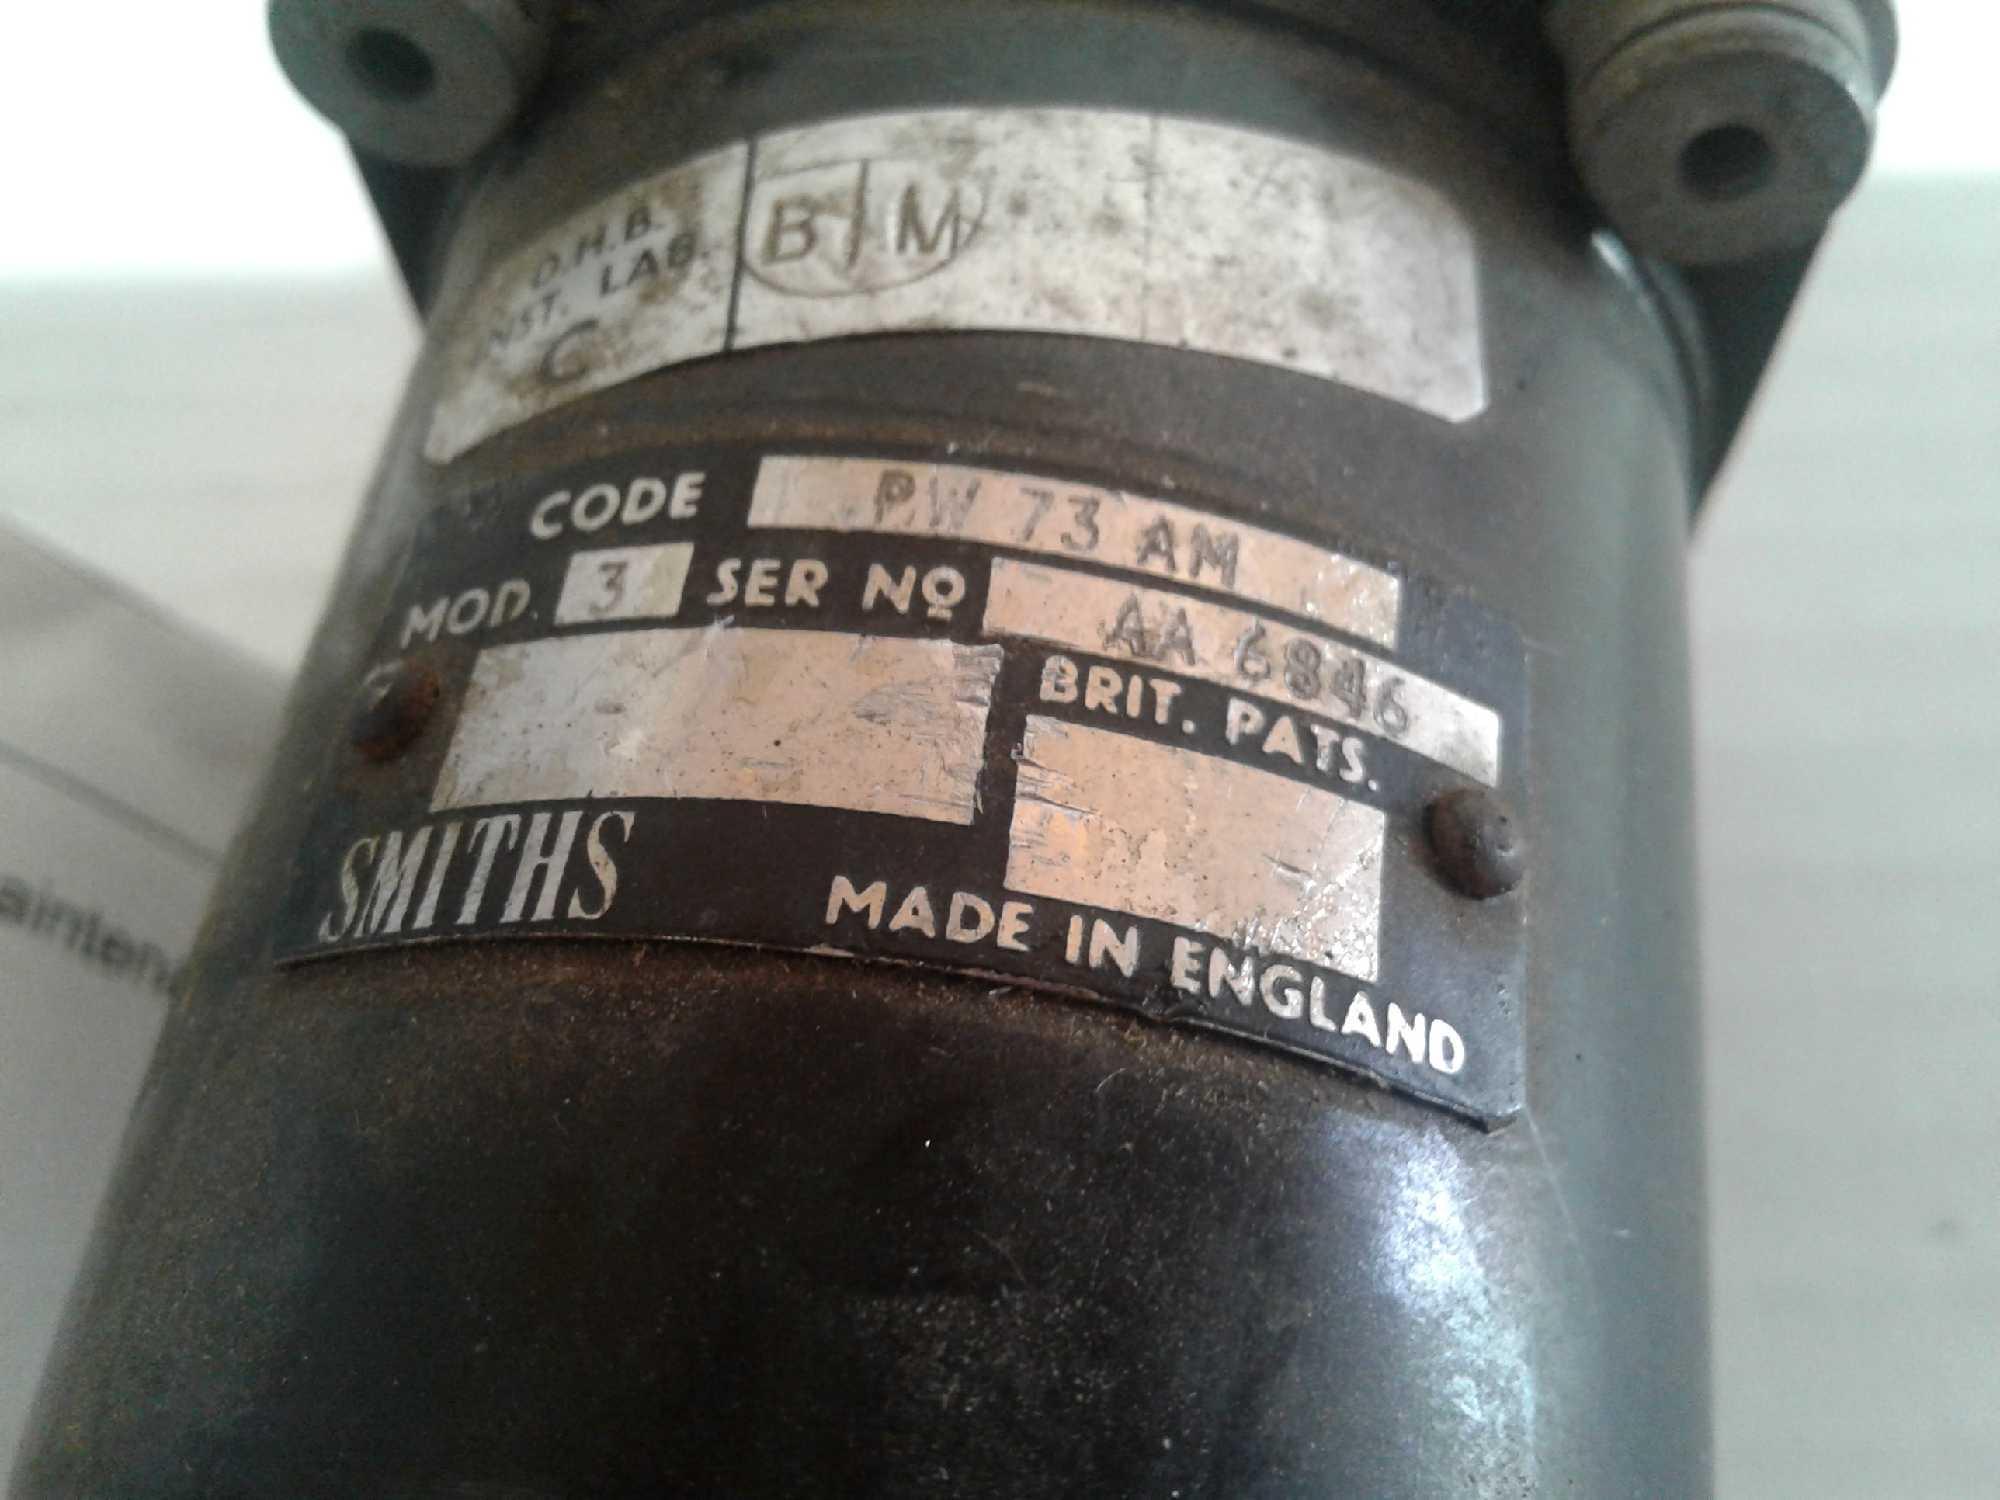 O.H.B.
INST. LAB.
C
B M
CODE PW 73 AM
MOD. 3 SER Nº AA 6846
BRIT. PATS.
SMITHS
MADE IN ENGLAND